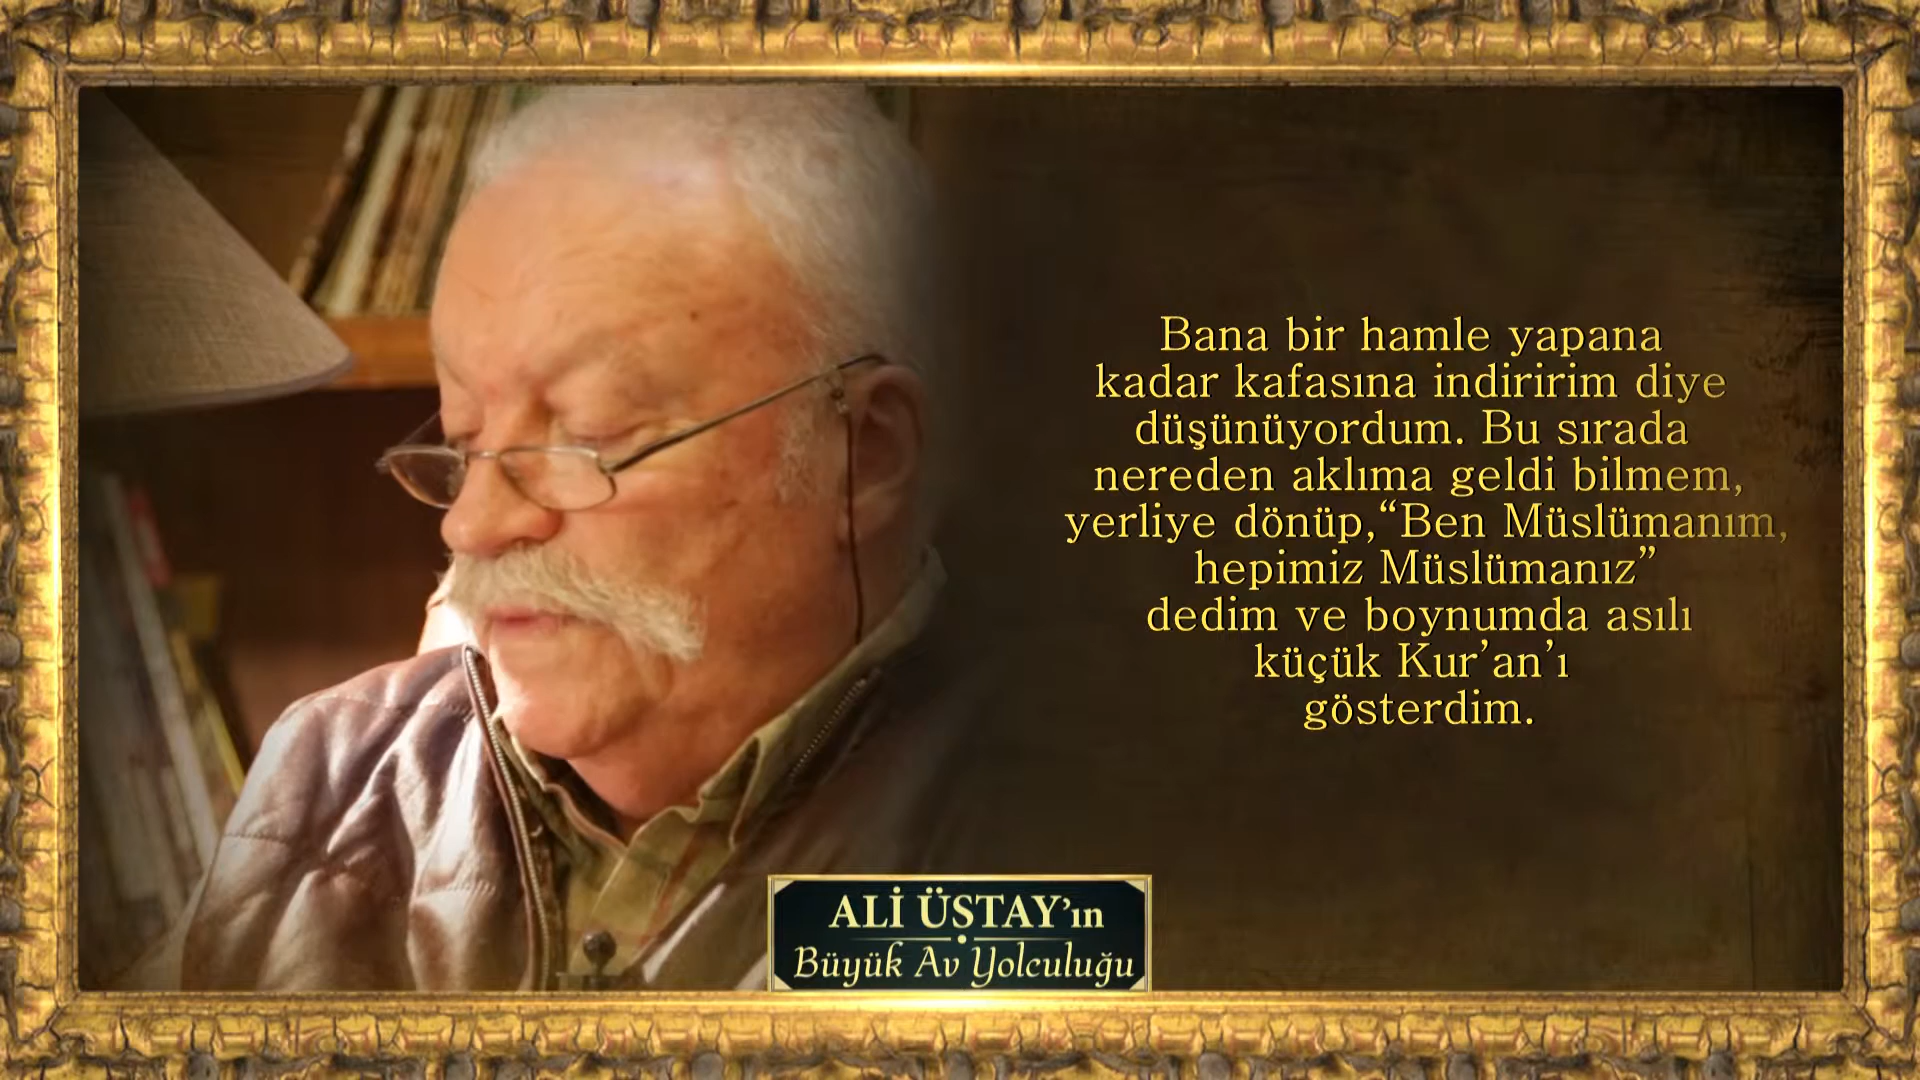 Bana bir hamle yapana
kadar kafasına indiririm diye
düşünüyordum. Bu sırada
nereden aklıma geldi bilmem,
yerliye dönüp,“Ben Müslümanım,
hepimiz Müslümanız”
dedim ve boynumda asılı
küçük Kur’an’ı
gösterdim.
ALİ ÜSTAY’ın
Büyük Av Yolculuğu